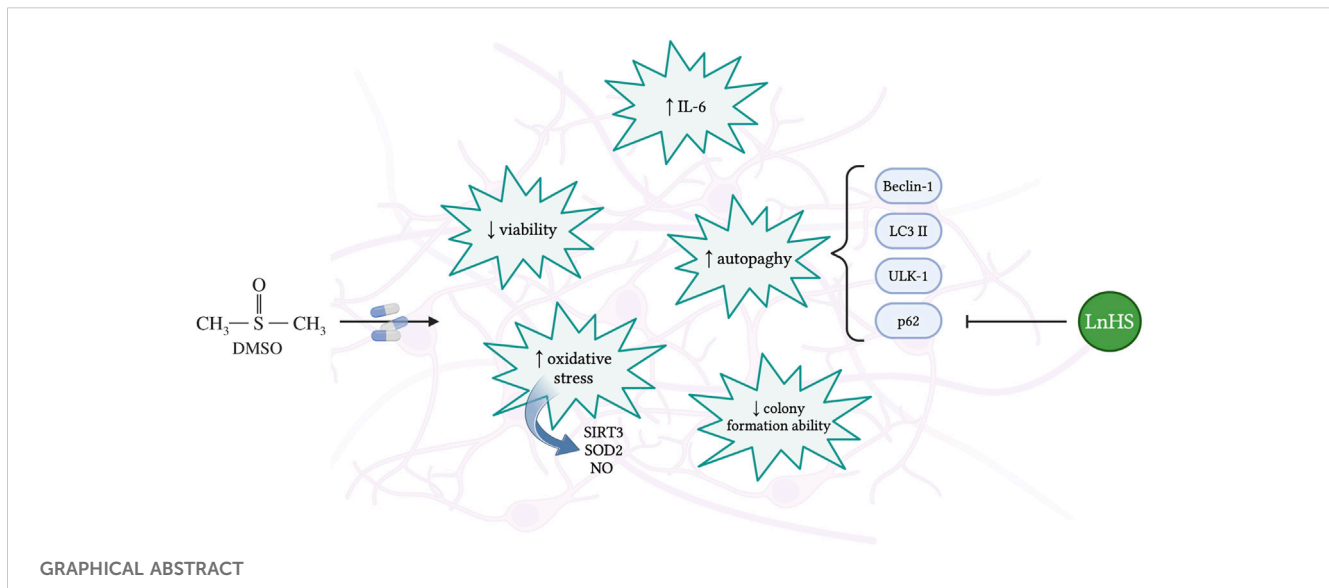 ↑ IL-6
↓ viability
↑ autopaghy
Beclin-1
LC3 II
ULK-1
p62
LnHS
O
CH₃ — S — CH₃
DMSO
↑ oxidative
stress
SIRT3
SOD2
NO
↓ colony
formation ability
GRAPHICAL ABSTRACT